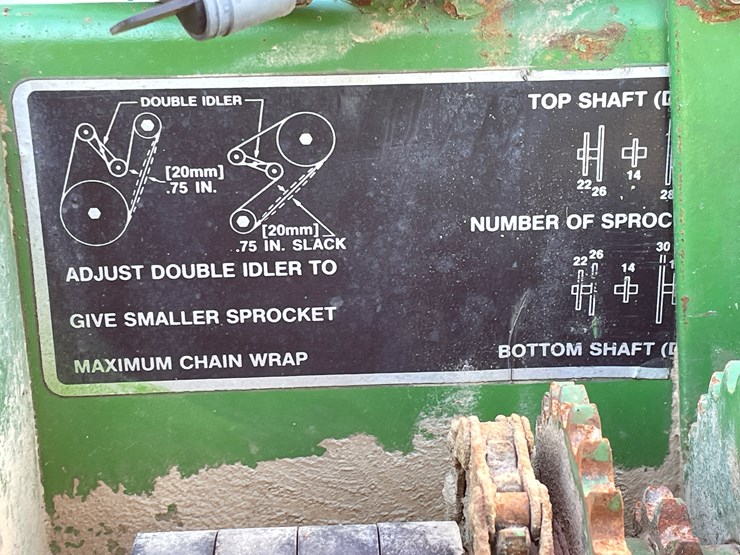 DOUBLE IDLER
[20mm]
.75 IN.
[20mm]
.75 IN. SLACK
ADJUST DOUBLE IDLER TO
GIVE SMALLER SPROCKET
MAXIMUM CHAIN WRAP
TOP SHAFT (
22 26 14 28
NUMBER OF SPROC
22 26 14 30
BOTTOM SHAFT (